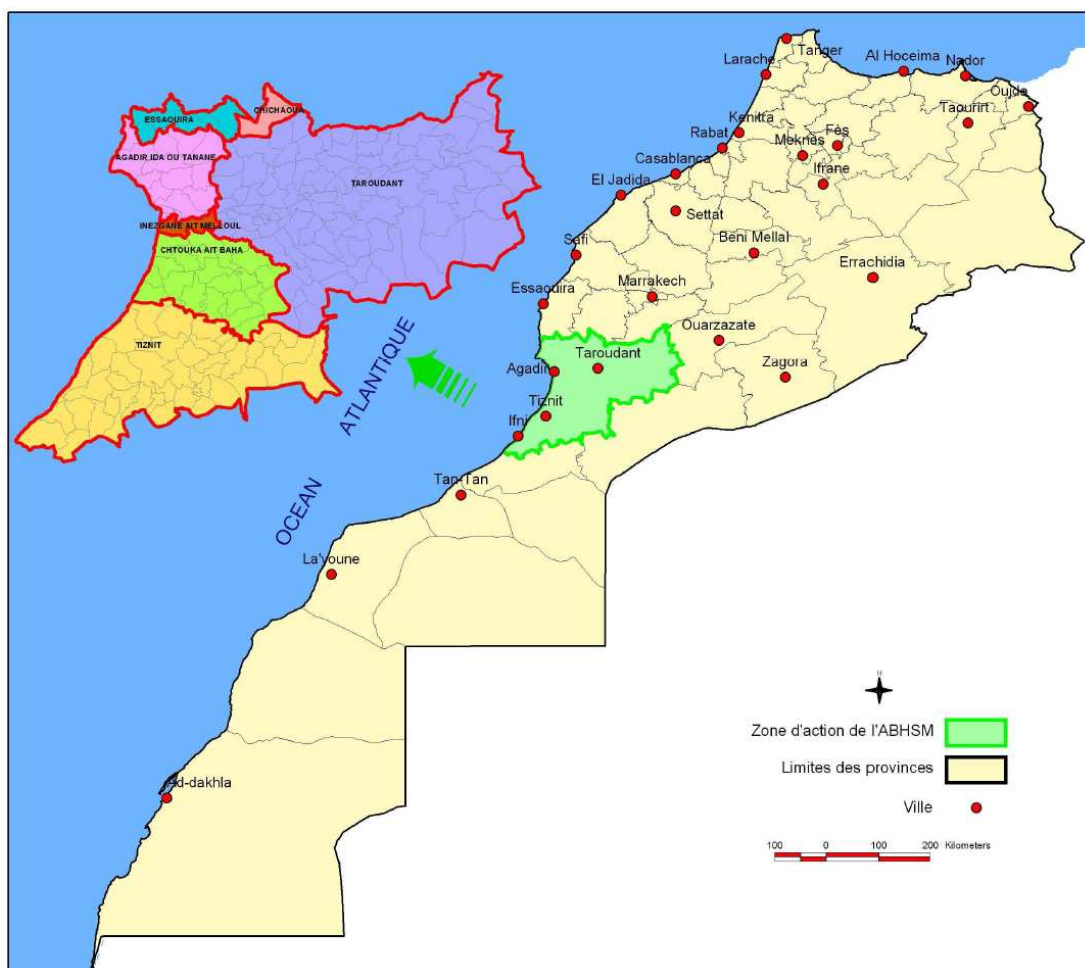 ESSAOUIRA
CHICHAOUA
AGADIR IDA OU TANANE
TAROUDANT
INEZGANE AIT MELLOUL
CHTOUKA AIT BAHA
TIZNIT
OCEAN ATLANTIQUE
Tanger
Larache
Al Hoceima
Nador
Oujda
Taourirt
Kenitra
Rabat
Meknès
Fès
Ifrane
Casablanca
El Jadida
Settat
Beni Mellal
Safi
Errachidia
Marrakech
Essaouira
Ouarzazate
Zagora
Agadir
Taroudant
Tiznit
Ifni
Tan-Tan
La'youne
Ad-dakhla
N
Zone d'action de l'ABHSM
Limites des provinces
Ville
100 0 100 200 Kilometers